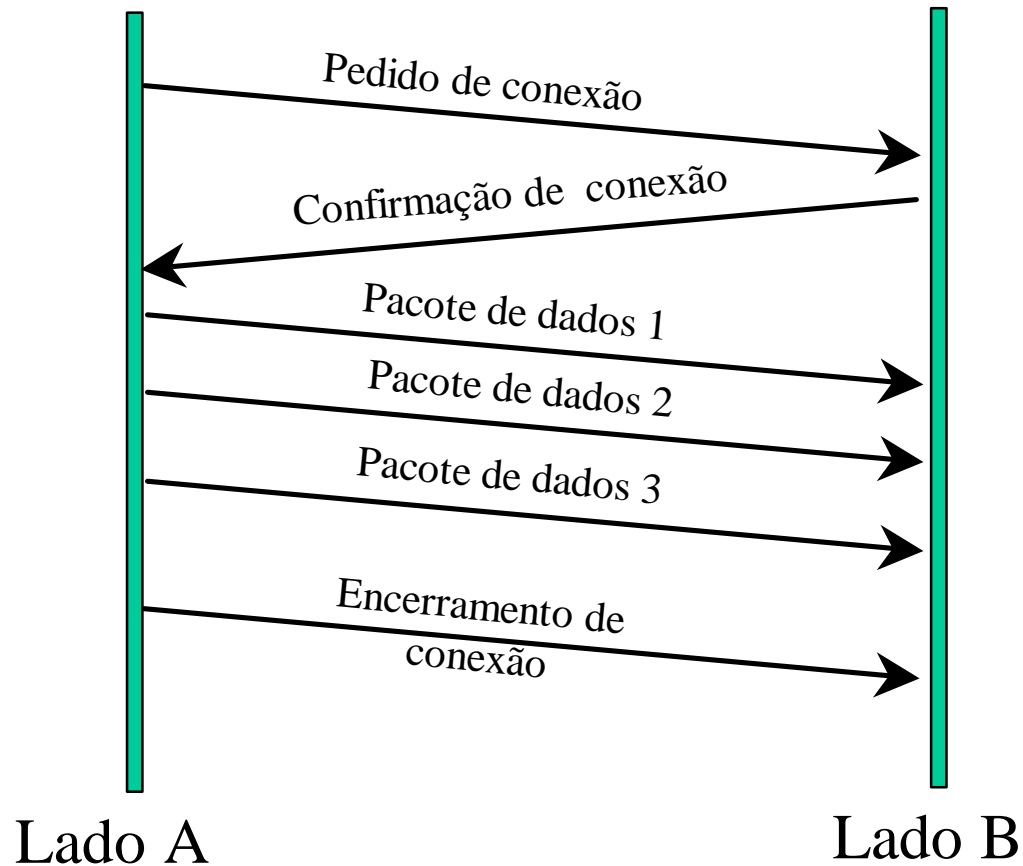 Pedido de conexão
Confirmação de conexão
Pacote de dados 1
Pacote de dados 2
Pacote de dados 3
Encerramento de
conexão
Lado A
Lado B